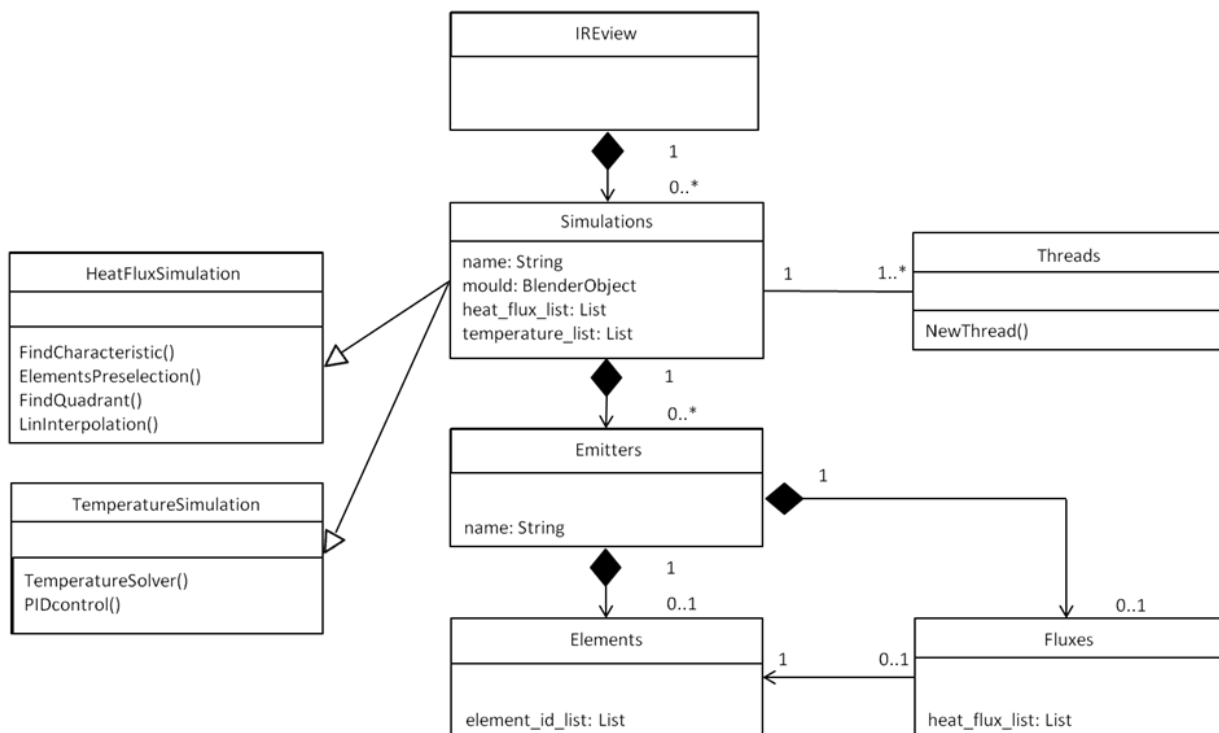 IREview
1
0..*
Simulations
name: String
mould: BlenderObject
heat_flux_list: List
temperature_list: List
1
1..*
Threads
NewThread()
HeatFluxSimulation
FindCharacteristic()
ElementsPreselection()
FindQuadrant()
LinInterpolation()
1
0..*
TemperatureSimulation
TemperatureSolver()
PIDcontrol()
Emitters
name: String
1
0..1
1
0..1
Elements
element_id_list: List
1
0..1
Fluxes
heat_flux_list: List